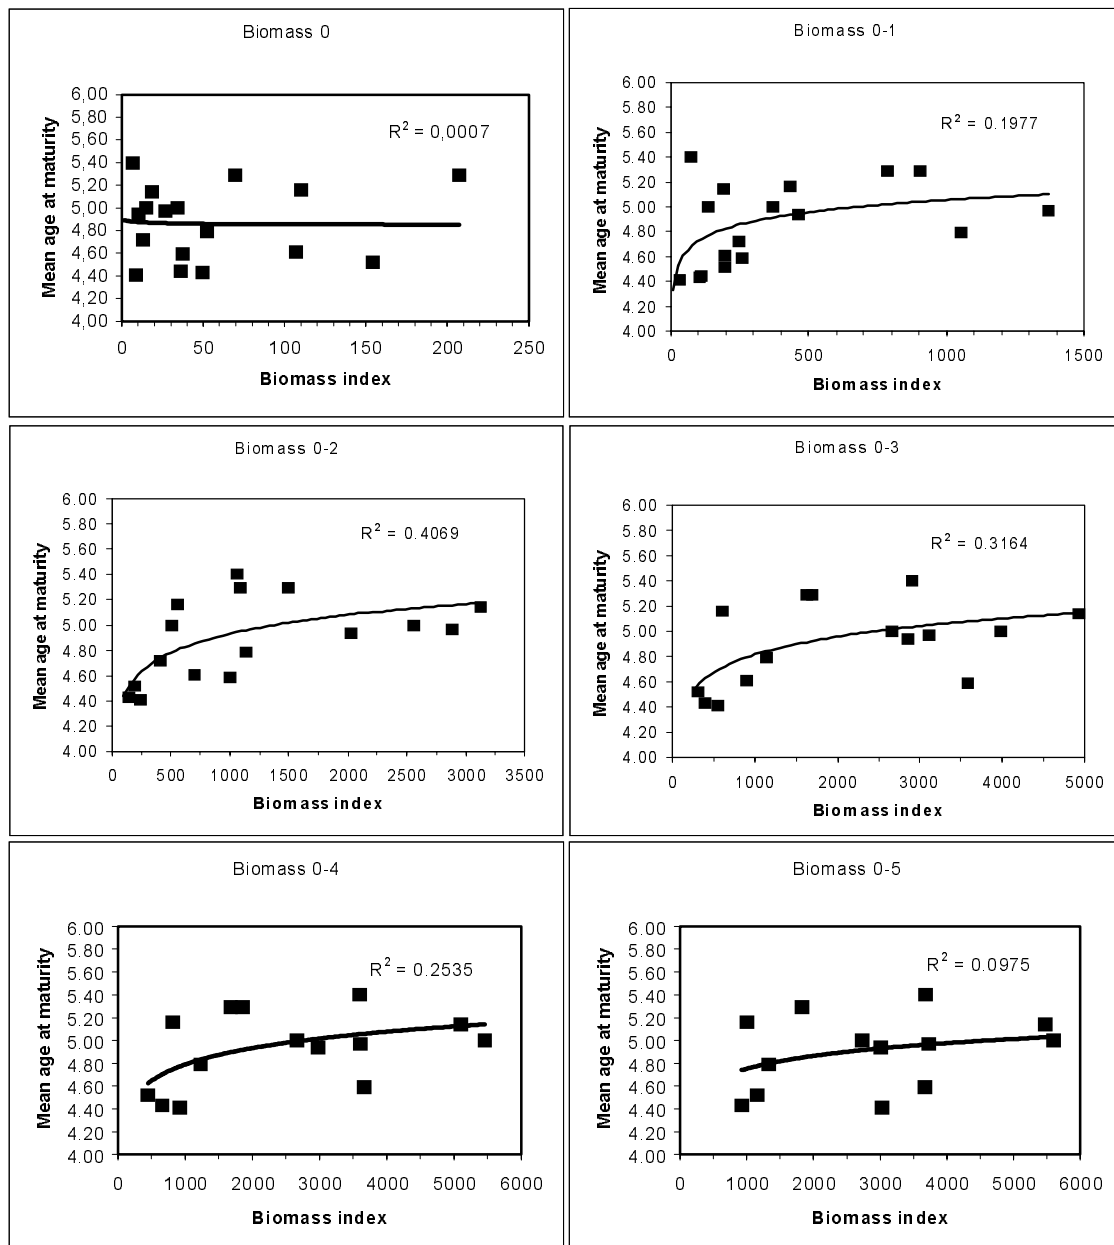 Biomass 0
R² = 0,0007
Mean age at maturity
6,00
5,80
5,60
5,40
5,20
5,00
4,80
4,60
4,40
4,20
4,00
0 50 100 150 200 250
Biomass index
Biomass 0-1
R² = 0.1977
Mean age at maturity
6.00
5.80
5.60
5.40
5.20
5.00
4.80
4.60
4.40
4.20
4.00
0 500 1000 1500
Biomass index
Biomass 0-2
R² = 0.4069
Mean age at maturity
6.00
5.80
5.60
5.40
5.20
5.00
4.80
4.60
4.40
4.20
4.00
0 500 1000 1500 2000 2500 3000 3500
Biomass index
Biomass 0-3
R² = 0.3164
Mean age at maturity
6.00
5.80
5.60
5.40
5.20
5.00
4.80
4.60
4.40
4.20
4.00
0 1000 2000 3000 4000 5000
Biomass index
Biomass 0-4
R² = 0.2535
Mean age at maturity
6.00
5.80
5.60
5.40
5.20
5.00
4.80
4.60
4.40
4.20
4.00
0 1000 2000 3000 4000 5000 6000
Biomass index
Biomass 0-5
R² = 0.0975
Mean age at maturity
6.00
5.80
5.60
5.40
5.20
5.00
4.80
4.60
4.40
4.20
4.00
0 1000 2000 3000 4000 5000 6000
Biomass index